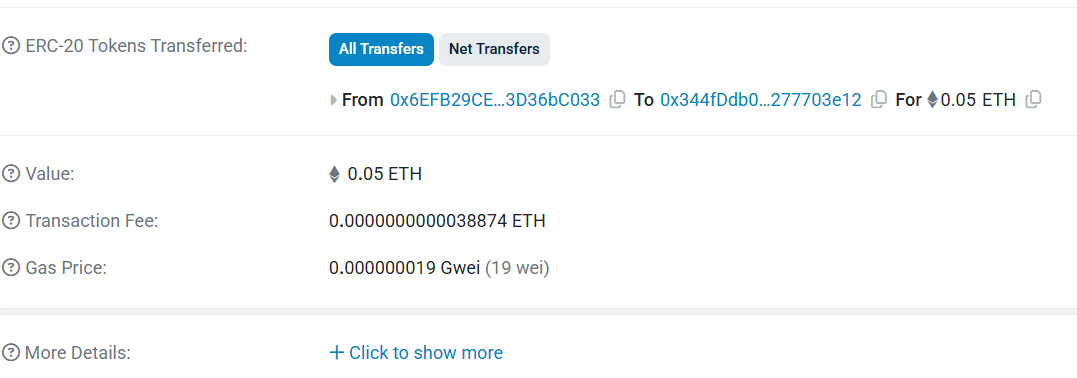 ERC-20 Tokens Transferred:
All Transfers Net Transfers
From 0x6EFB29CE...3D36bC033 To 0x344fDdb0...277703e12 For 0.05 ETH
Value: 0.05 ETH
Transaction Fee: 0.0000000000038874 ETH
Gas Price: 0.000000019 Gwei (19 wei)
More Details: + Click to show more